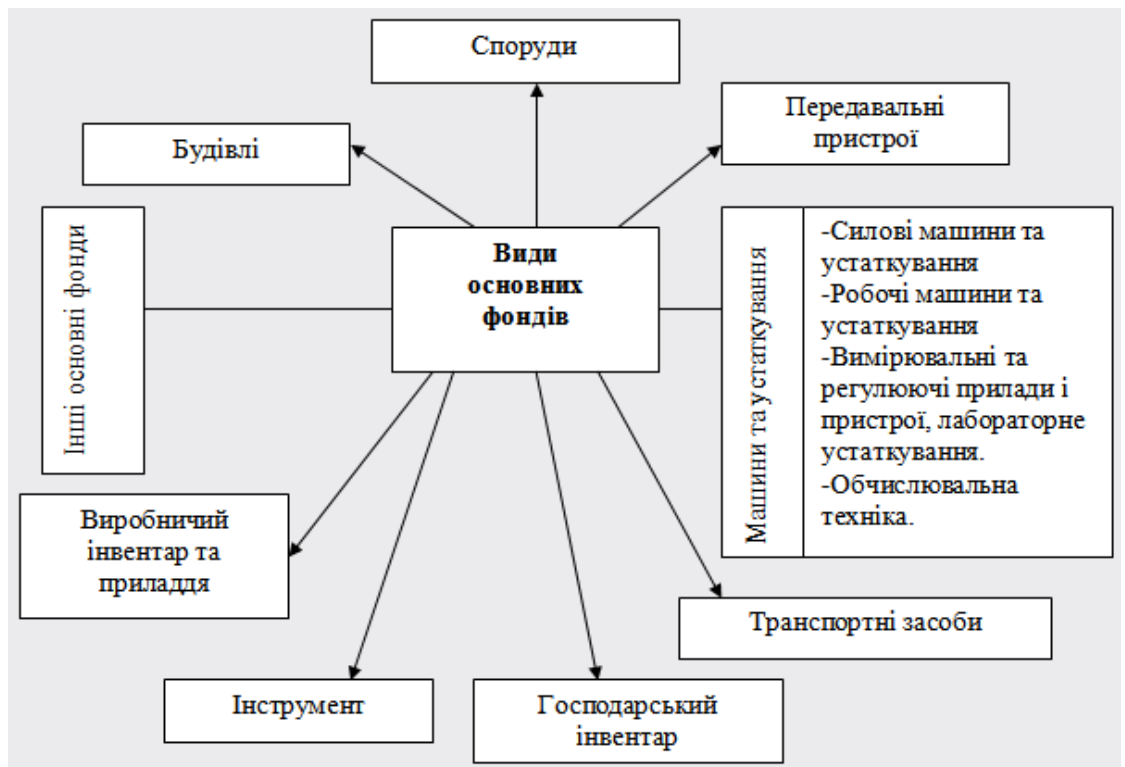 Споруди
Передавальні
пристрої
Будівлі
Види
основних
фондів
Інші основні фонди
Машини та устаткування
-Силові машини та
устаткування
-Робочі машини та
устаткування
-Вимірювальні та
регулюючі прилади і
пристрої, лабораторне
устаткування.
-Обчислювальна
техніка.
Виробничий
інвентар та
приладдя
Транспортні засоби
Інструмент
Господарський
інвентар